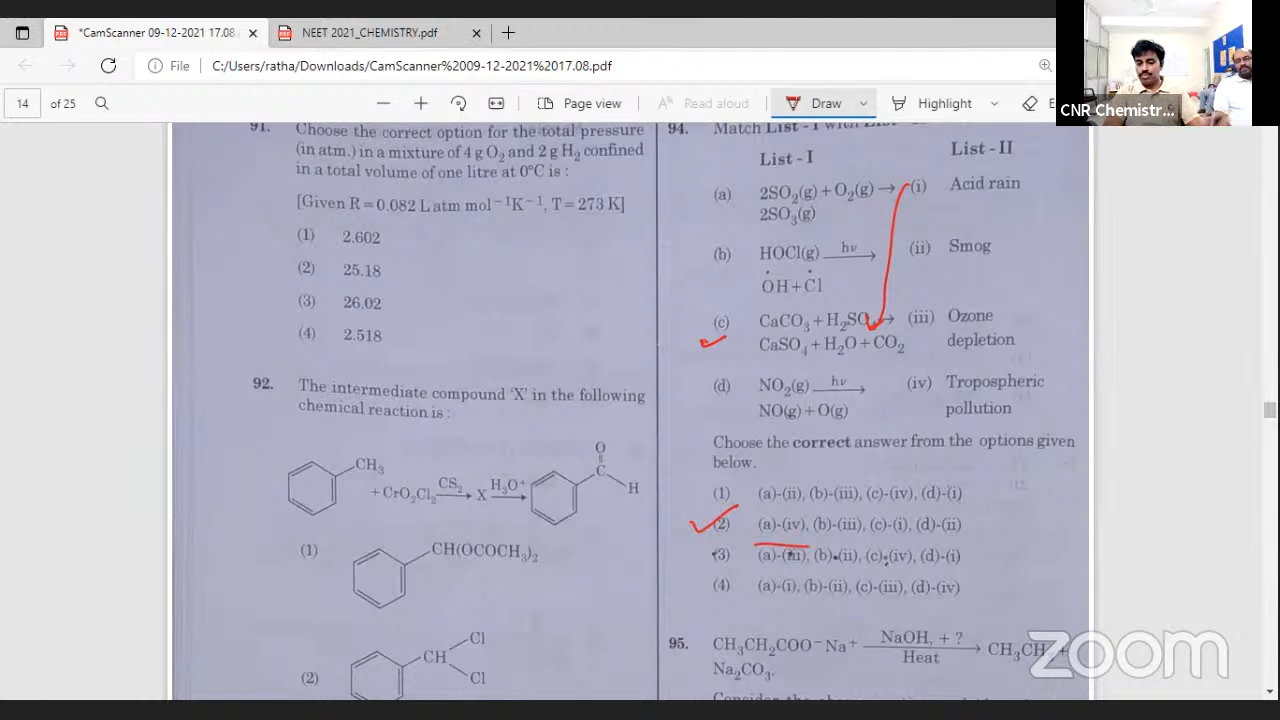 *CamScanner 09-12-2021 17.08.
NEET 2021_CHEMISTRY.pdf
File
C:/Users/ratha/Downloads/CamScanner%2009-12-2021%2017.08.pdf
14 of 25
Page view
Read aloud
Draw
Highlight
CNR Chemistr...
91. Choose the correct option for the total pressure
(in atm.) in a mixture of 4 g O₂ and 2 g H₂ confined
in a total volume of one litre at 0°C is :
[Given R = 0.082 L atm mol⁻¹K⁻¹, T = 273 K]
(1) 2.602
(2) 25.18
(3) 26.02
(4) 2.518
92. The intermediate compound 'X' in the following
chemical reaction is :
CH₃
+ CrO₂Cl₂ CS₂ X H₃O⁺
O
C
H
(1) CH(OCOCH₃)₂
(2) CH
Cl
Cl
94. Match List - I with
List - I List - II
(a) 2SO₂(g) + O₂(g) → (i) Acid rain
2SO₃(g)
(b) HOCl(g) hν → (ii) Smog
ȮH + Ċl
(c) CaCO₃ + H₂SO₄ → (iii) Ozone
CaSO₄ + H₂O + CO₂ depletion
(d) NO₂(g) hν → (iv) Tropospheric
NO(g) + O(g) pollution
Choose the correct answer from the options given
below.
(1) (a)-(ii), (b)-(iii), (c)-(iv), (d)-(i)
(2) (a)-(iv), (b)-(iii), (c)-(i), (d)-(ii)
(3) (a)-(iii), (b)-(ii), (c)-(iv), (d)-(i)
(4) (a)-(i), (b)-(ii), (c)-(iii), (d)-(iv)
95. CH₃CH₂COO⁻Na⁺ NaOH, + ? Heat → CH₃CH₃ +
Na₂CO₃.
zoom